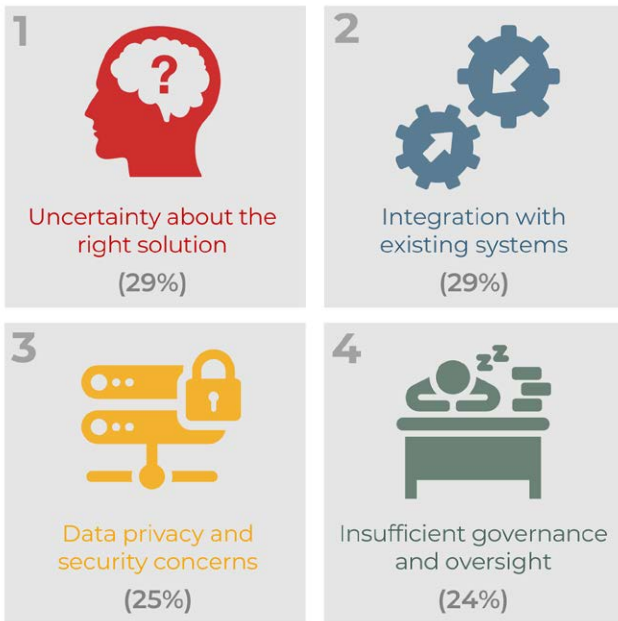 1
?
Uncertainty about the
right solution
(29%)
2
Integration with
existing systems
(29%)
3
Data privacy and
security concerns
(25%)
4
z z z
Insufficient governance
and oversight
(24%)